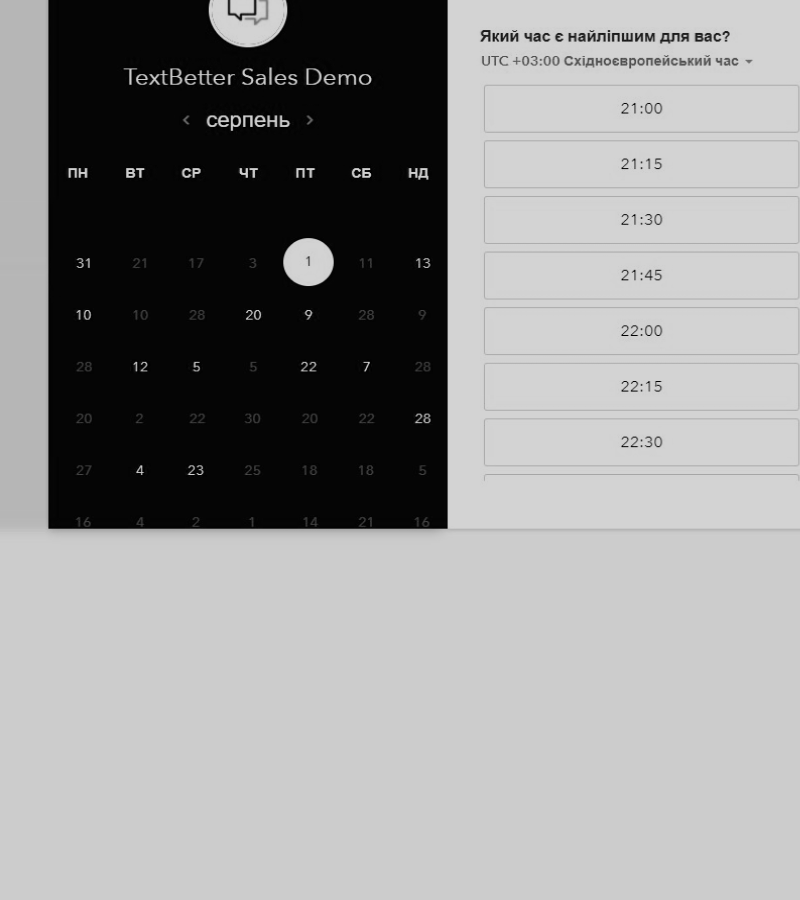 TextBetter Sales Demo
серпень
ПН ВТ СР ЧТ ПТ СБ НД
31 21 17 3 1 11 13
10 10 28 20 9 28 9
28 12 5 5 22 7 28
20 2 22 30 20 22 28
27 4 23 25 18 18 5
16 4 2 1 14 21 16
Який час є найліпшим для вас?
UTC +03:00 Східноєвропейський час
21:00
21:15
21:30
21:45
22:00
22:15
22:30